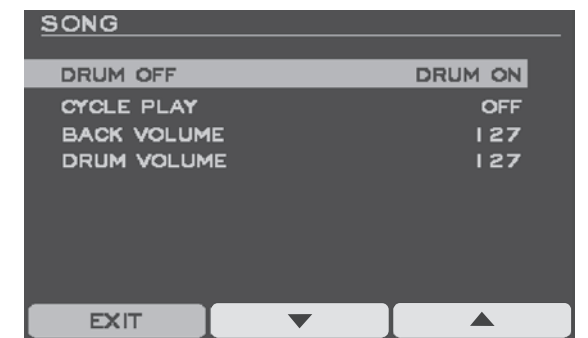 SONG
DRUM OFF DRUM ON
CYCLE PLAY OFF
BACK VOLUME 127
DRUM VOLUME 127
EXIT ▼ ▲